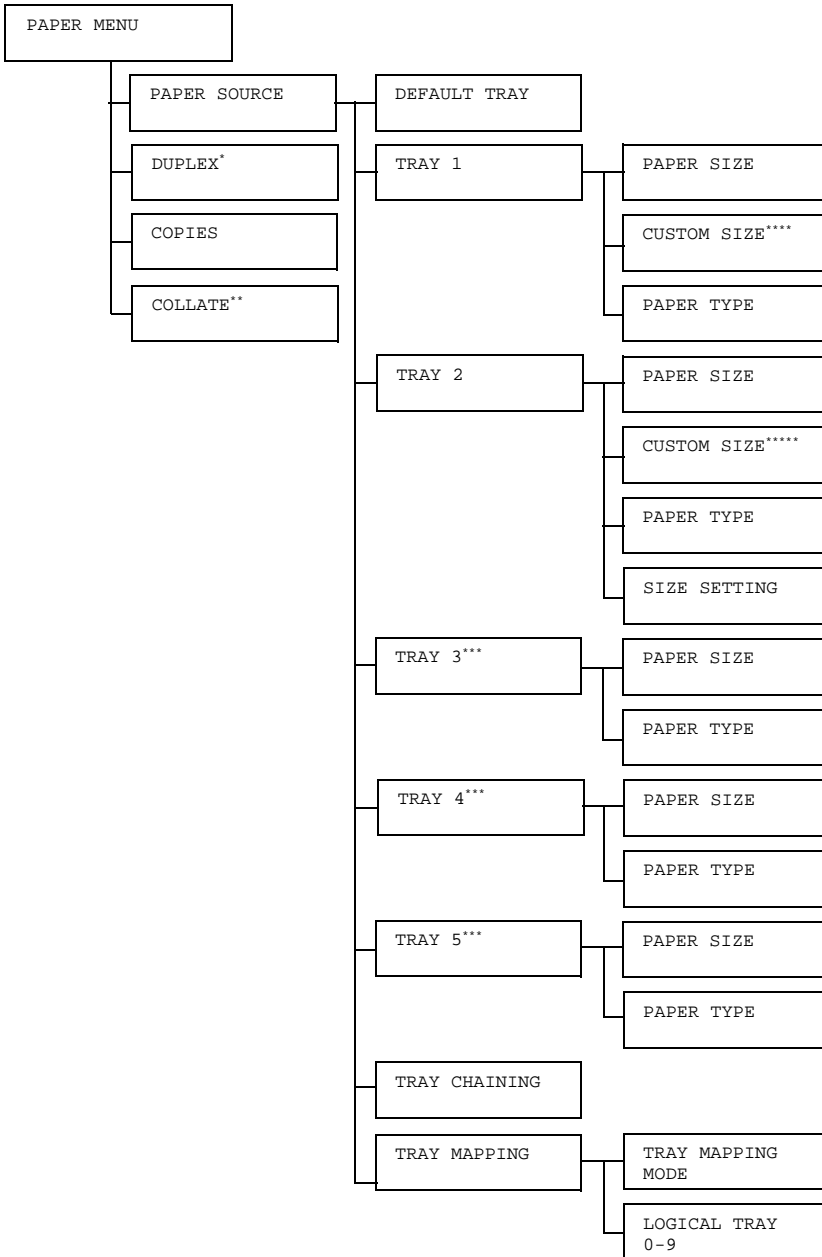 PAPER MENU
PAPER SOURCE
DEFAULT TRAY
DUPLEX*
TRAY 1
PAPER SIZE
COPIES
CUSTOM SIZE****
COLLATE**
PAPER TYPE
TRAY 2
PAPER SIZE
CUSTOM SIZE*****
PAPER TYPE
SIZE SETTING
TRAY 3***
PAPER SIZE
PAPER TYPE
TRAY 4***
PAPER SIZE
PAPER TYPE
TRAY 5***
PAPER SIZE
PAPER TYPE
TRAY CHAINING
TRAY MAPPING
TRAY MAPPING
MODE
LOGICAL TRAY
0-9